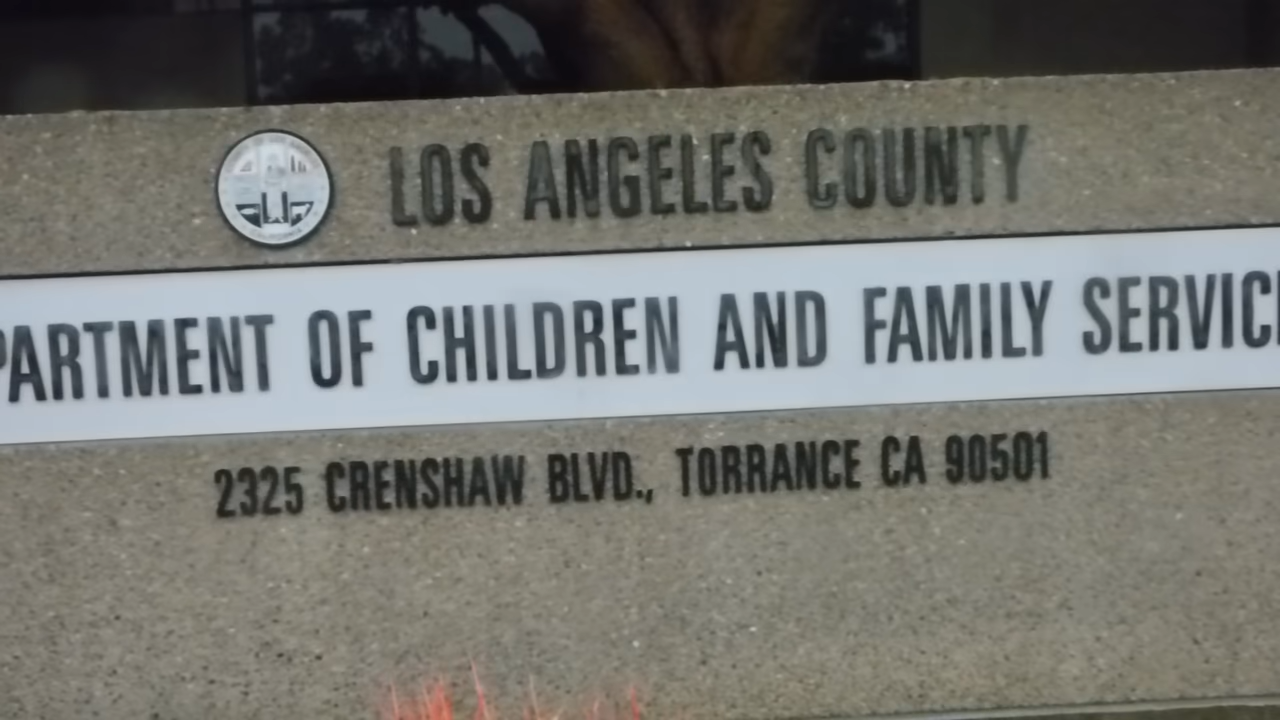 LOS ANGELES COUNTY
PARTMENT OF CHILDREN AND FAMILY SERVIC
2325 CRENSHAW BLVD., TORRANCE CA 90501